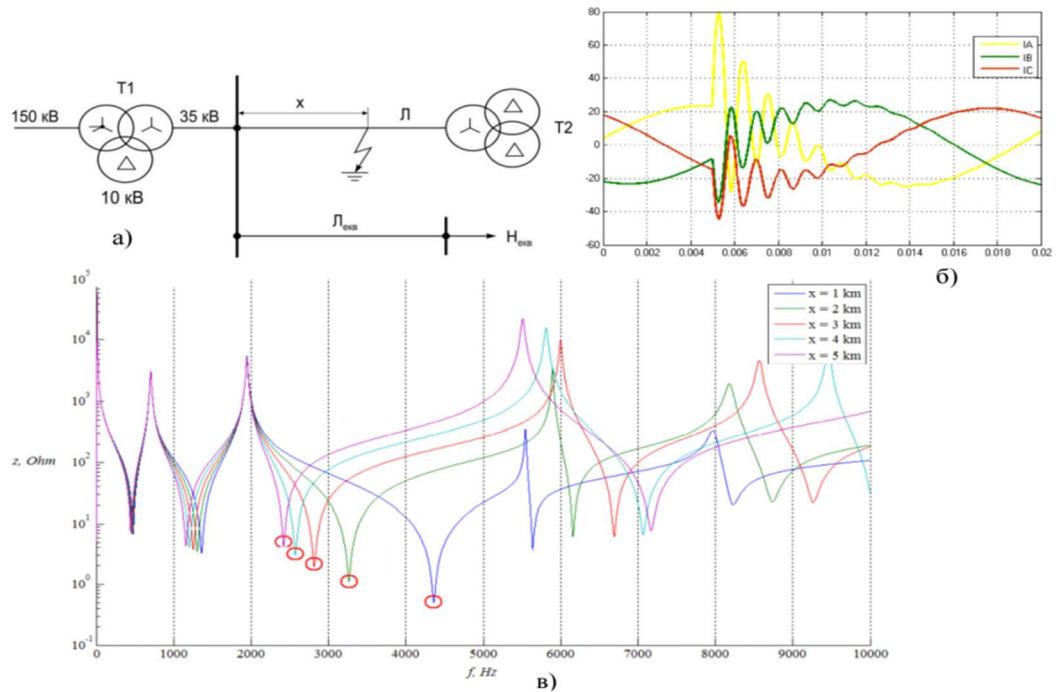 150 кВ
T1
35 кВ
10 кВ
x
Л
T2
Л екв
Н екв
а)
80
60
40
20
0
-20
-40
-60
0
0.002
0.004
0.006
0.008
0.01
0.012
0.014
0.016
0.018
0.02
IA
IB
IC
б)
10^5
10^4
10^3
10^2
10^1
10^0
10^-1
z, Ohm
0
1000
2000
3000
4000
5000
6000
7000
8000
9000
10000
f, Hz
x = 1 km
x = 2 km
x = 3 km
x = 4 km
x = 5 km
в)